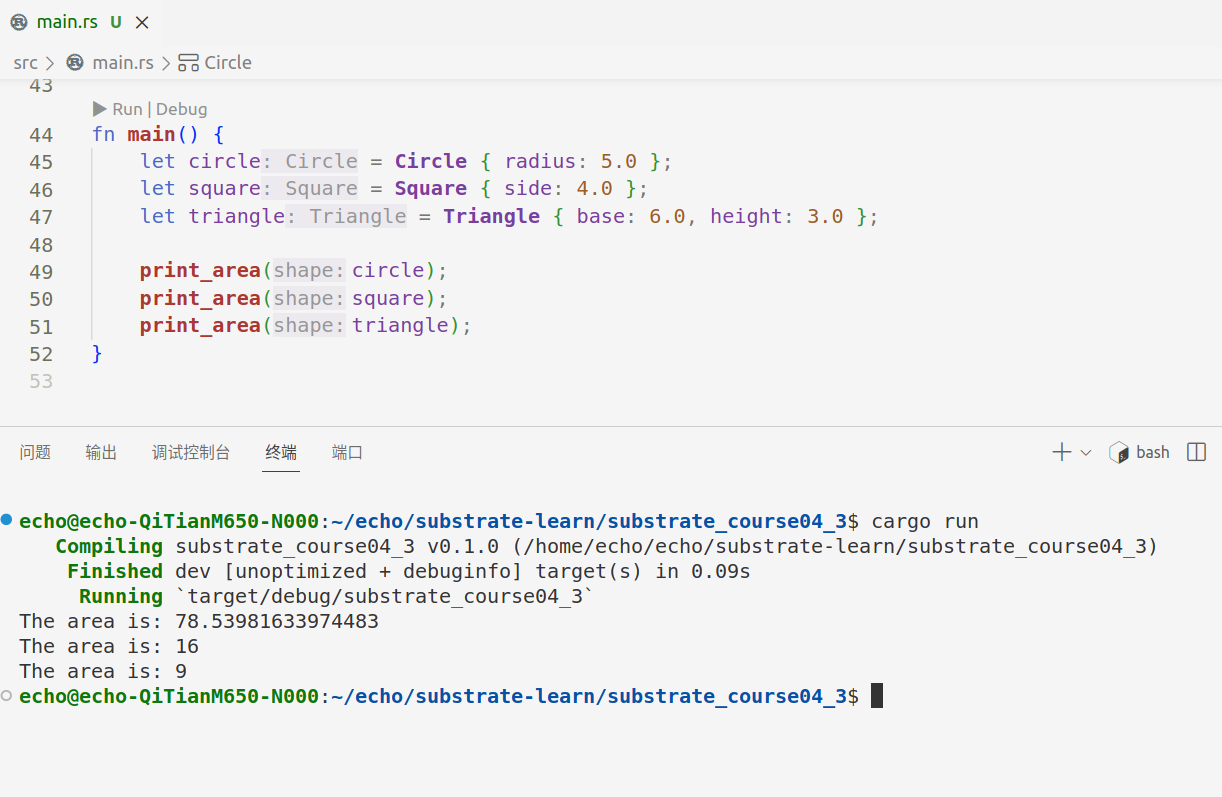 main.rs U
src > main.rs > Circle
43
Run | Debug
44 fn main() {
45     let circle: Circle = Circle { radius: 5.0 };
46     let square: Square = Square { side: 4.0 };
47     let triangle: Triangle = Triangle { base: 6.0, height: 3.0 };
48
49     print_area(shape: circle);
50     print_area(shape: square);
51     print_area(shape: triangle);
52 }
53
问题 输出 调试控制台 终端 端口 bash
echo@echo-QiTianM650-N000:~/echo/substrate-learn/substrate_course04_3$ cargo run
   Compiling substrate_course04_3 v0.1.0 (/home/echo/echo/substrate-learn/substrate_course04_3)
    Finished dev [unoptimized + debuginfo] target(s) in 0.09s
     Running `target/debug/substrate_course04_3`
The area is: 78.53981633974483
The area is: 16
The area is: 9
echo@echo-QiTianM650-N000:~/echo/substrate-learn/substrate_course04_3$